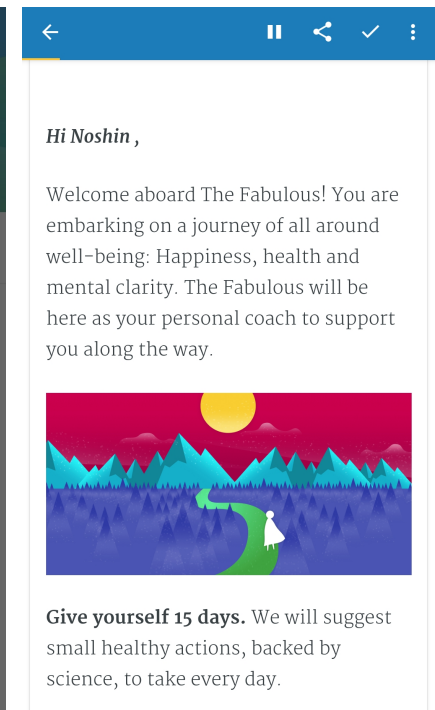 Hi Noshin ,
Welcome aboard The Fabulous! You are
embarking on a journey of all around
well-being: Happiness, health and
mental clarity. The Fabulous will be
here as your personal coach to support
you along the way.
Give yourself 15 days. We will suggest
small healthy actions, backed by
science, to take every day.